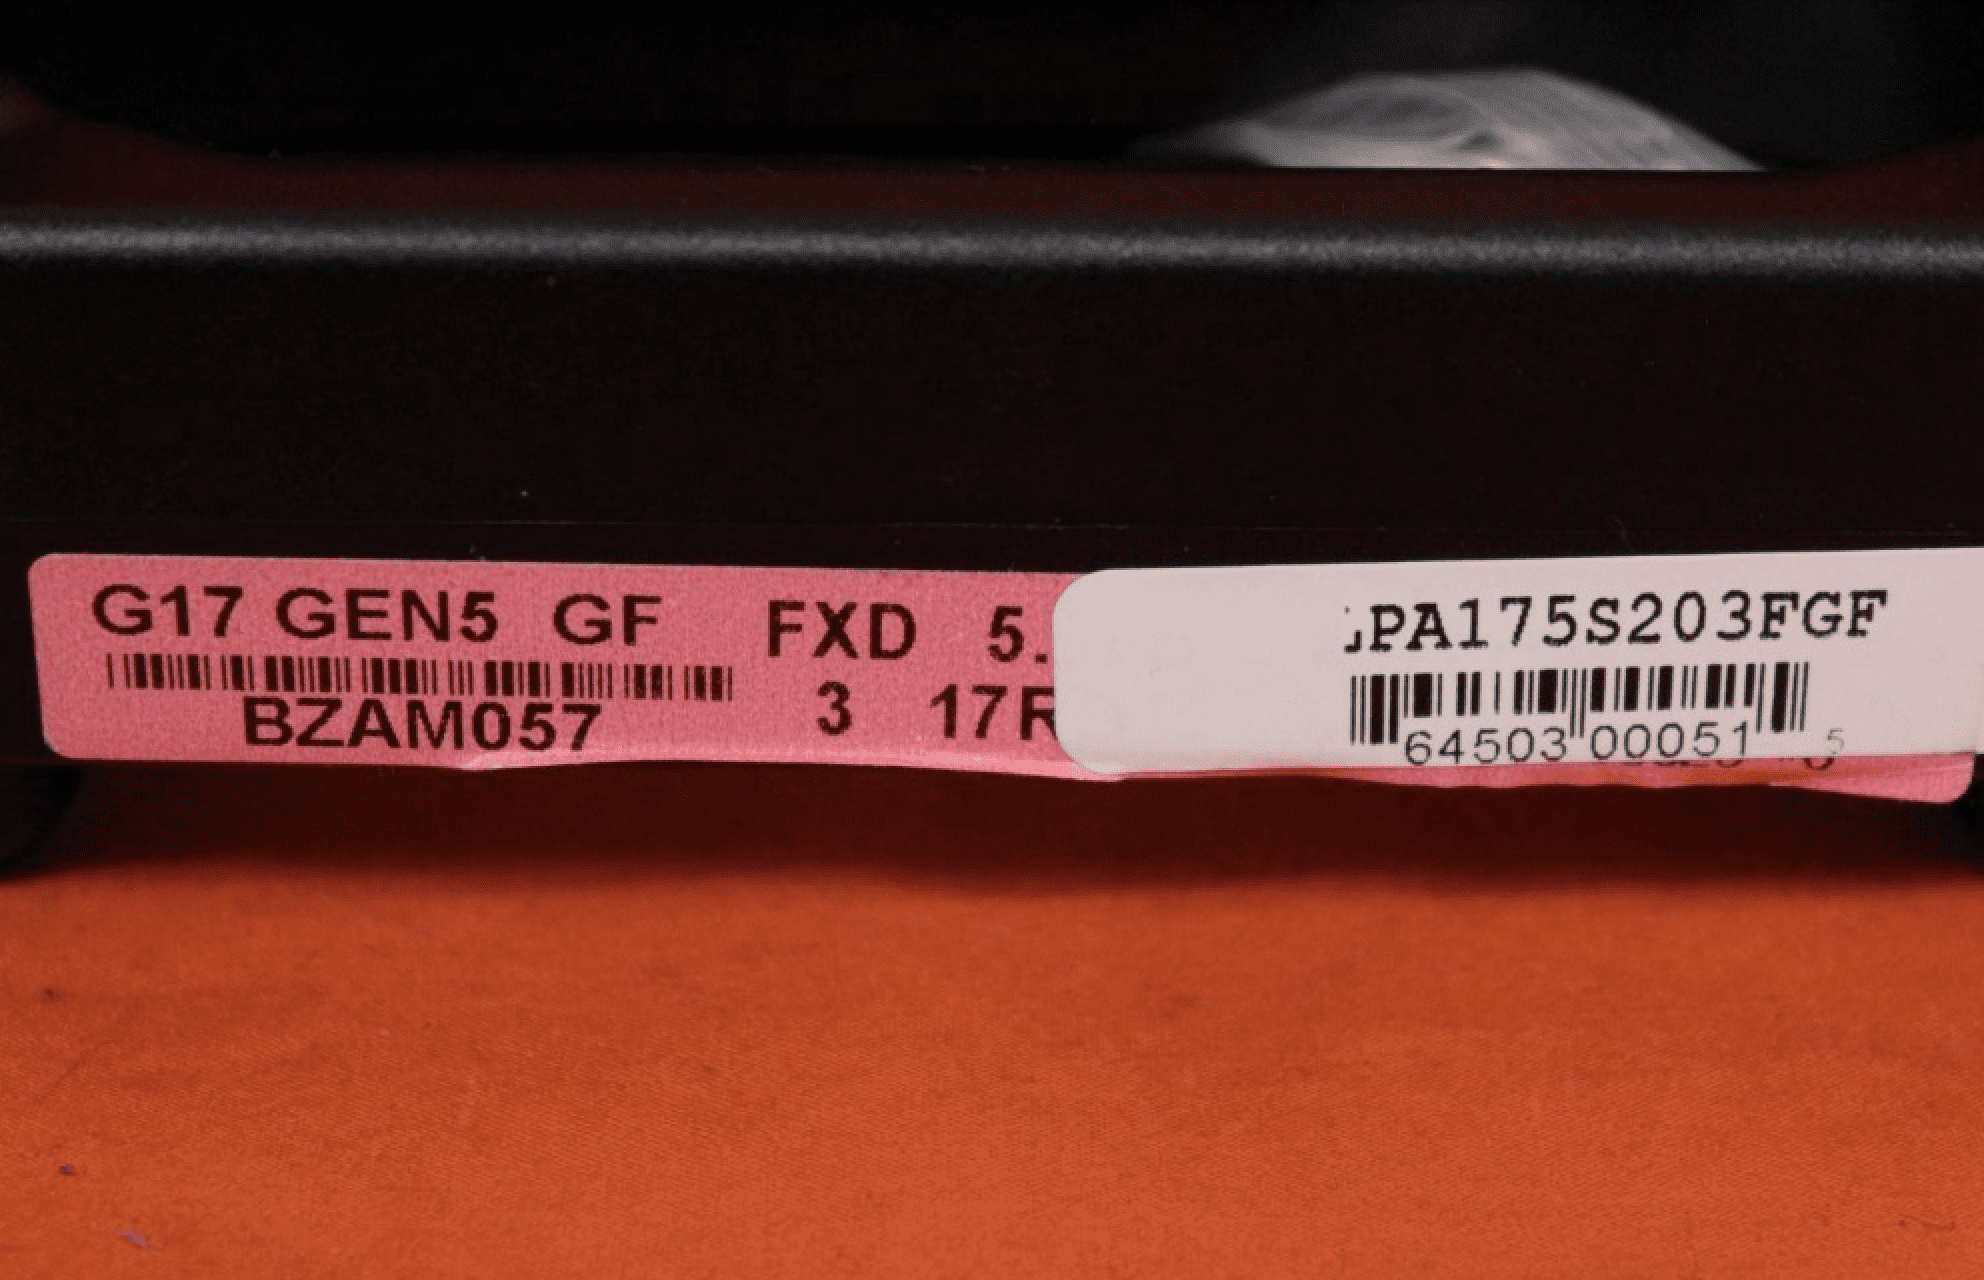 G17 GEN5 GF FXD 5.
BZAM057 3 17R
PA175S203FGF
64503 00051 5